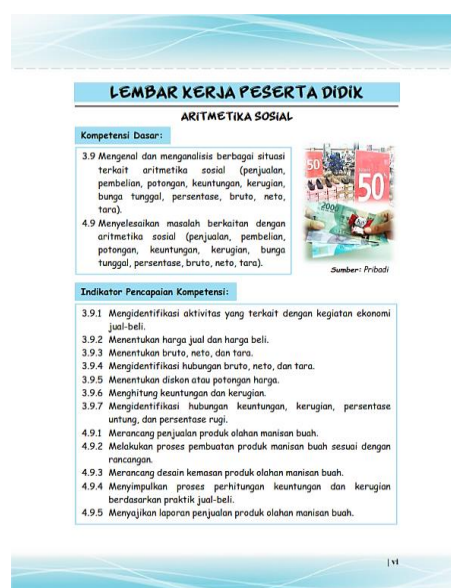 LEMBAR KERJA PESERTA DIDIK
ARITMETIKA SOSIAL
Kompetensi Dasar:
3.9 Mengenal dan menganalisis berbagai situasi
terkait aritmetika sosial (penjualan,
pembelian, potongan, keuntungan, kerugian,
bunga tunggal, persentase, bruto, neto,
tara).
4.9 Menyelesaikan masalah berkaitan dengan
aritmetika sosial (penjualan, pembelian,
potongan, keuntungan, kerugian, bunga
tunggal, persentase, bruto, neto, tara).
50
50
2000
Sumber: Pribadi
Indikator Pencapaian Kompetensi:
3.9.1 Mengidentifikasi aktivitas yang terkait dengan kegiatan ekonomi
jual-beli.
3.9.2 Menentukan harga jual dan harga beli.
3.9.3 Menentukan bruto, neto, dan tara.
3.9.4 Mengidentifikasi hubungan bruto, neto, dan tara.
3.9.5 Menentukan diskon atau potongan harga.
3.9.6 Menghitung keuntungan dan kerugian.
3.9.7 Mengidentifikasi hubungan keuntungan, kerugian, persentase
untung, dan persentase rugi.
4.9.1 Merancang penjualan produk olahan manisan buah.
4.9.2 Melakukan proses pembuatan produk manisan buah sesuai dengan
rancangan.
4.9.3 Merancang desain kemasan produk olahan manisan buah.
4.9.4 Menyimpulkan proses perhitungan keuntungan dan kerugian
berdasarkan praktik jual-beli.
4.9.5 Menyajikan laporan penjualan produk olahan manisan buah.
| vi